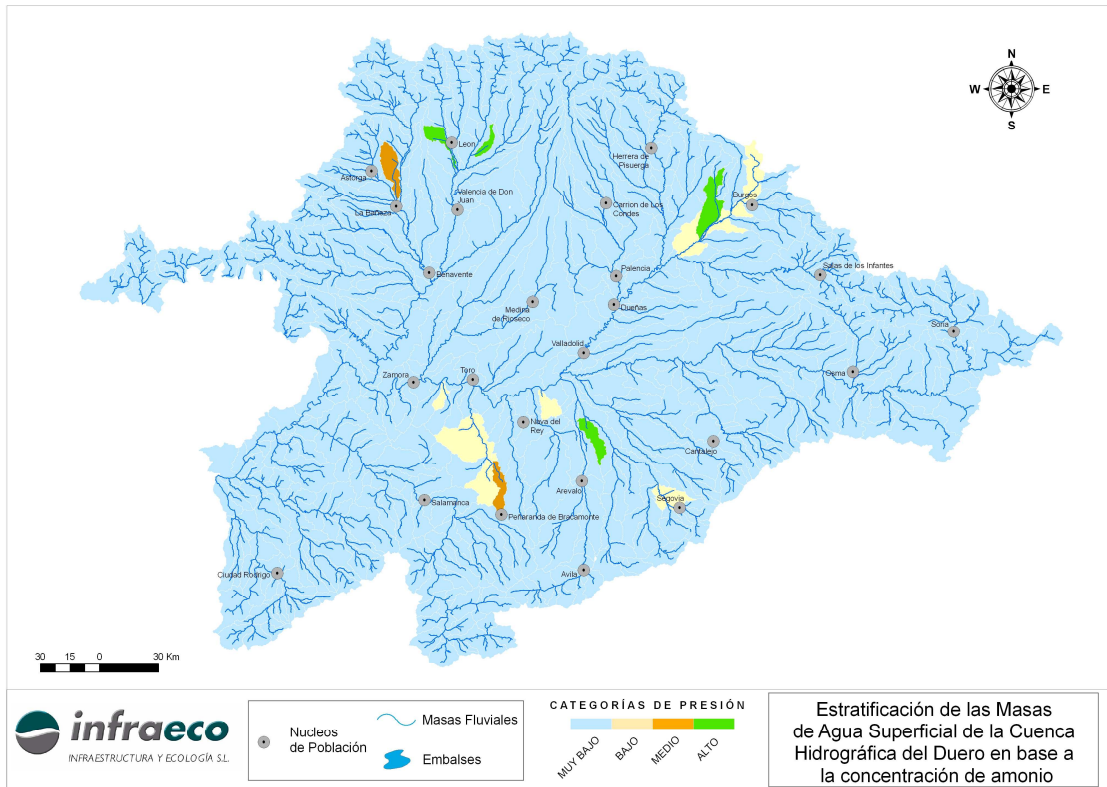 N
W E
S
Leon
Astorga
Valencia de Don
Juan
La Bañeza
Herrera de
Pisuerga
Burgos
Carrion de Los
Condes
Benavente
Palencia
Salas de los Infantes
Medina
de Rioseco
Dueñas
Soria
Valladolid
Zamora
Toro
Osma
Nava del
Rey
Cantalejo
Arevalo
Salamanca
Segovia
Peñaranda de Bracamonte
Ciudad Rodrigo
Avila
30 15 0 30 Km
infraeco
INFRAESTRUCTURA Y ECOLOGÍA S.L.
Núcleos
de Población
Masas Fluviales
Embalses
CATEGORÍAS DE PRESIÓN
MUY BAJO
BAJO
MEDIO
ALTO
Estratificación de las Masas
de Agua Superficial de la Cuenca
Hidrográfica del Duero en base a
la concentración de amonio